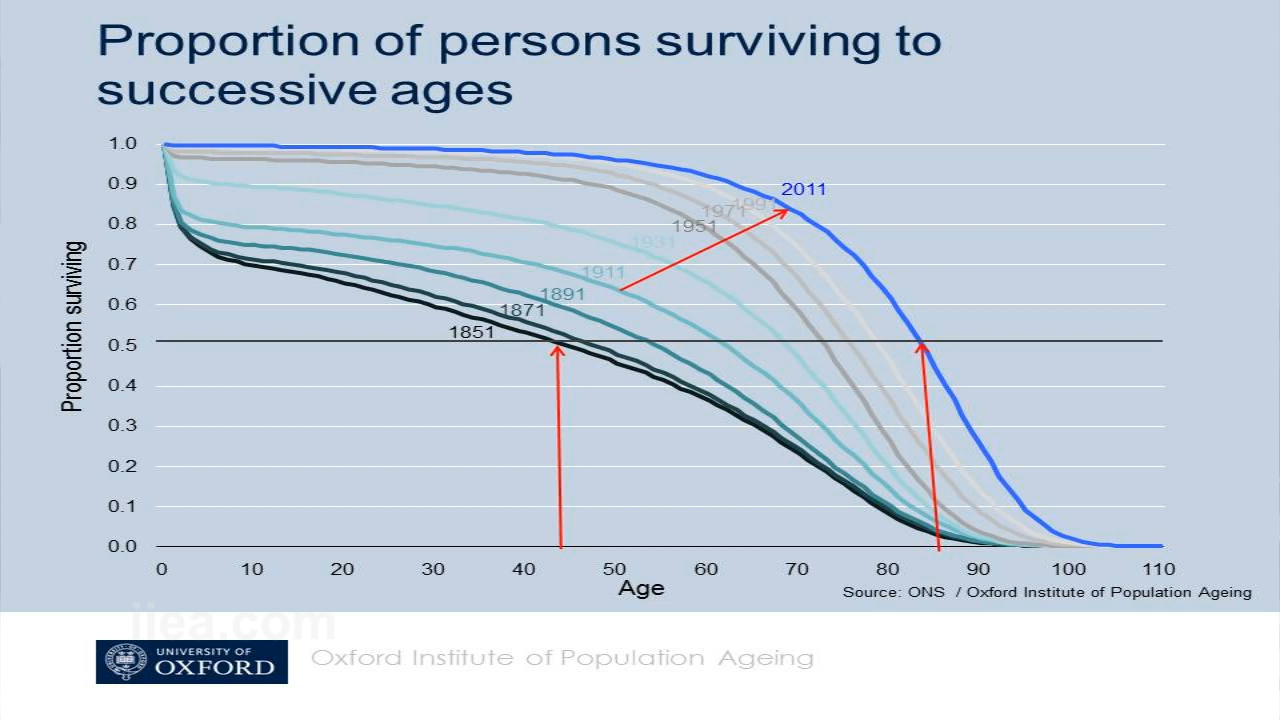 Proportion of persons surviving to
successive ages
Proportion surviving
1.0
0.9
0.8
0.7
0.6
0.5
0.4
0.3
0.2
0.1
0.0
2011
1991
1971
1951
1931
1911
1891
1871
1851
0 10 20 30 40 50 60 70 80 90 100 110
Age
Source: ONS / Oxford Institute of Population Ageing
iiea.com
UNIVERSITY OF
OXFORD
Oxford Institute of Population Ageing